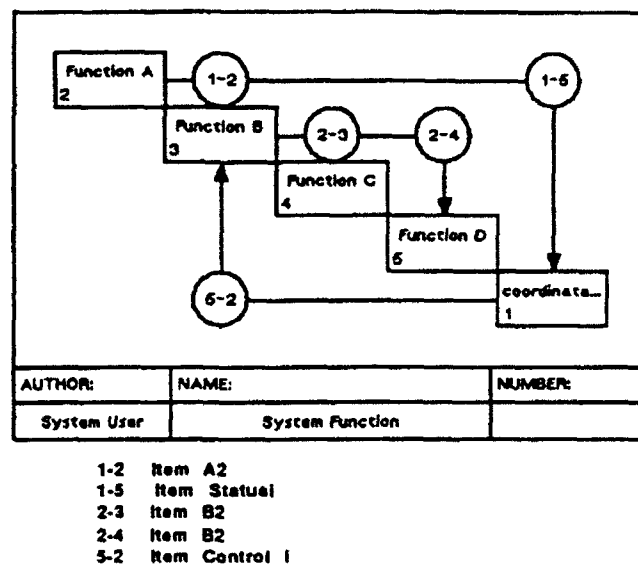 Function A
2
1-2
1-5
Function B
3
2-3
2-4
Function C
4
Function D
5
5-2
coordinate...
1
AUTHOR:
NAME:
NUMBER:
System User
System Function
1-2 Item A2
1-5 Item Statusi
2-3 Item B2
2-4 Item B2
5-2 Item Control i